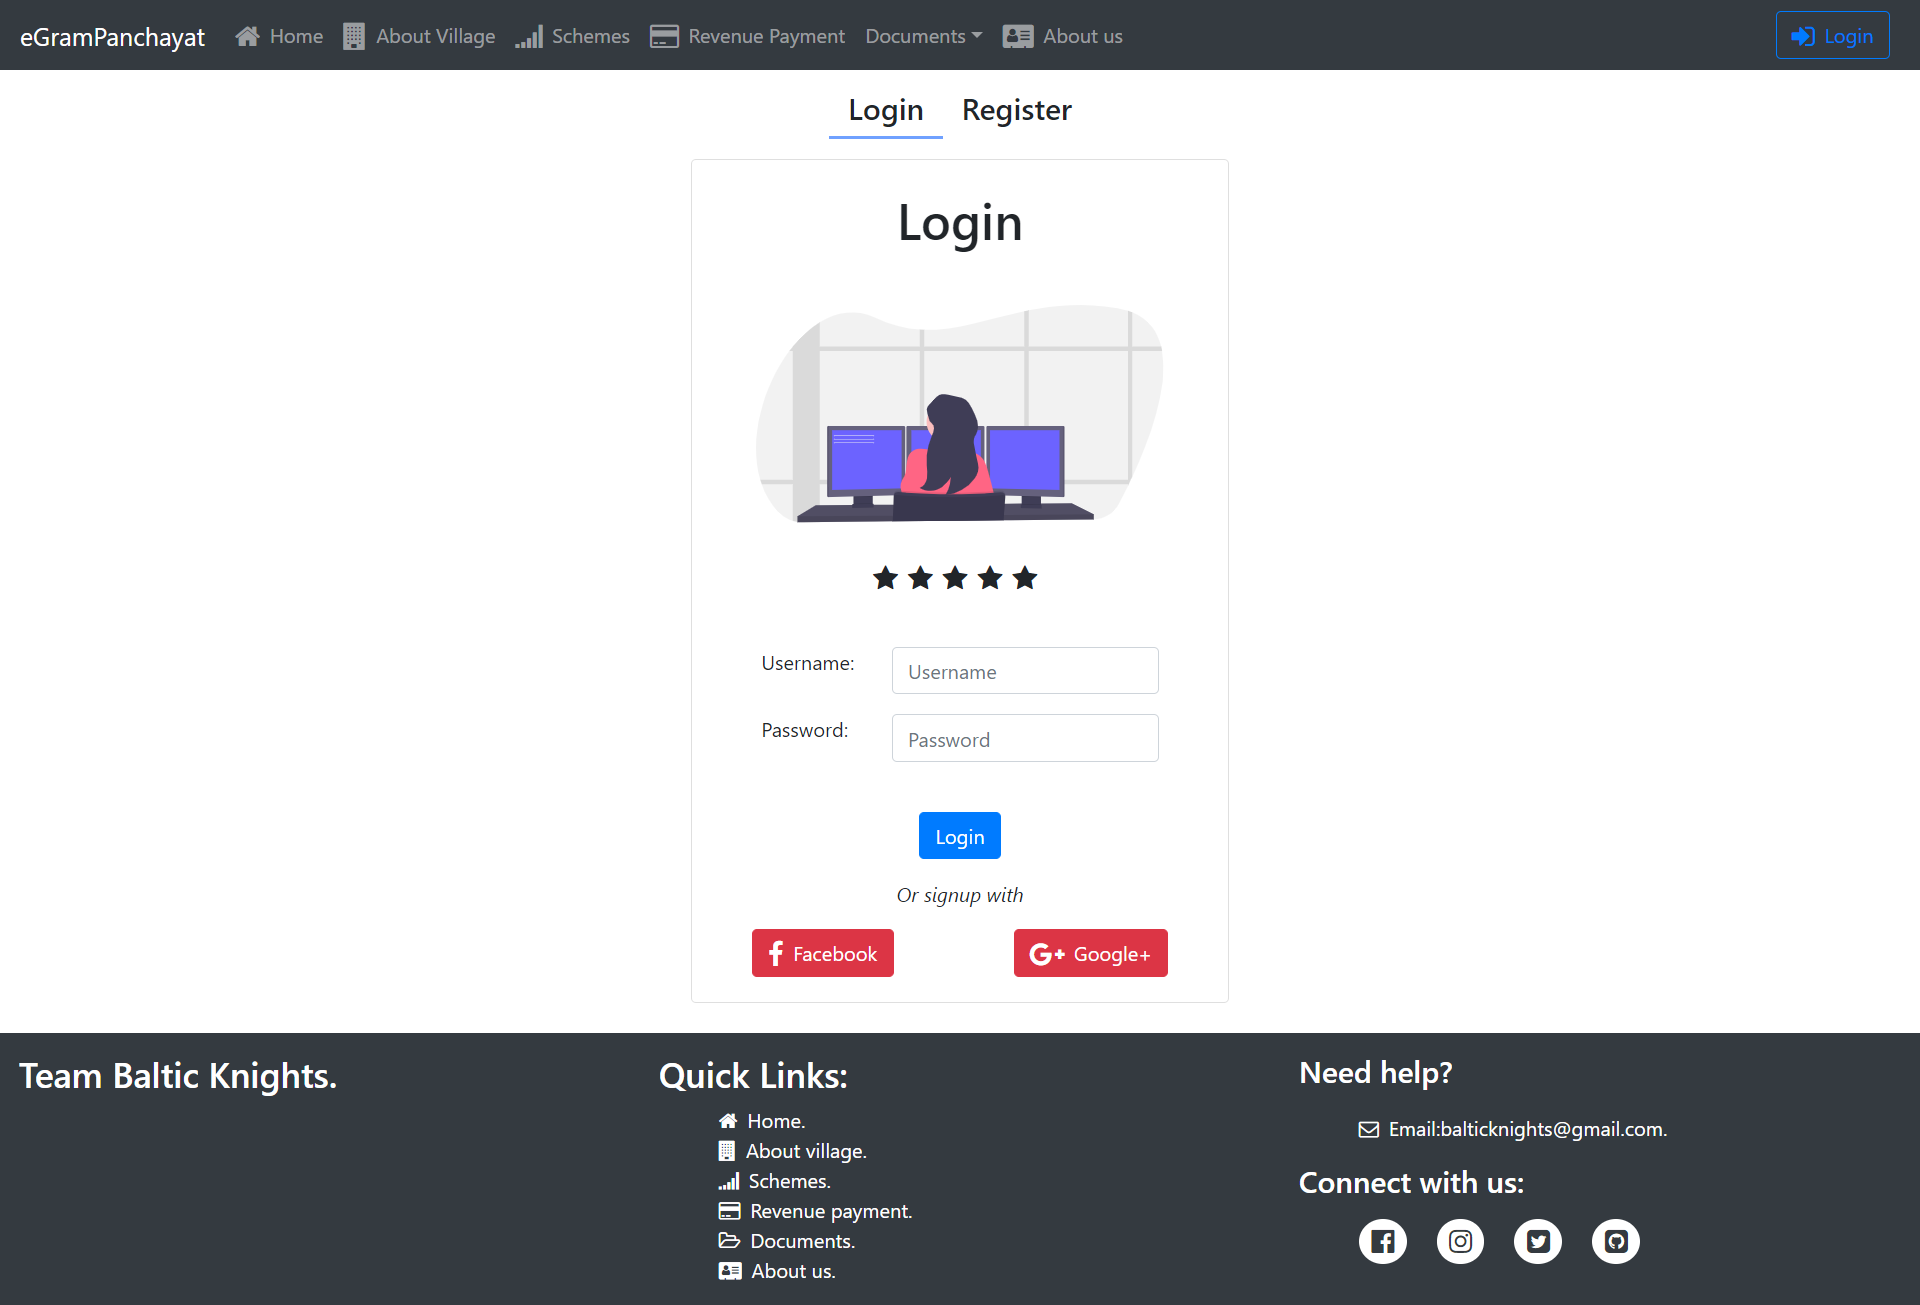 eGramPanchayat Home About Village Schemes Revenue Payment Documents About us Login
Login Register
Login
Username: Username
Password: Password
Login
Or signup with
Facebook Google+
Team Baltic Knights.
Quick Links:
Home.
About village.
Schemes.
Revenue payment.
Documents.
About us.
Need help?
Email:balticknights@gmail.com.
Connect with us: